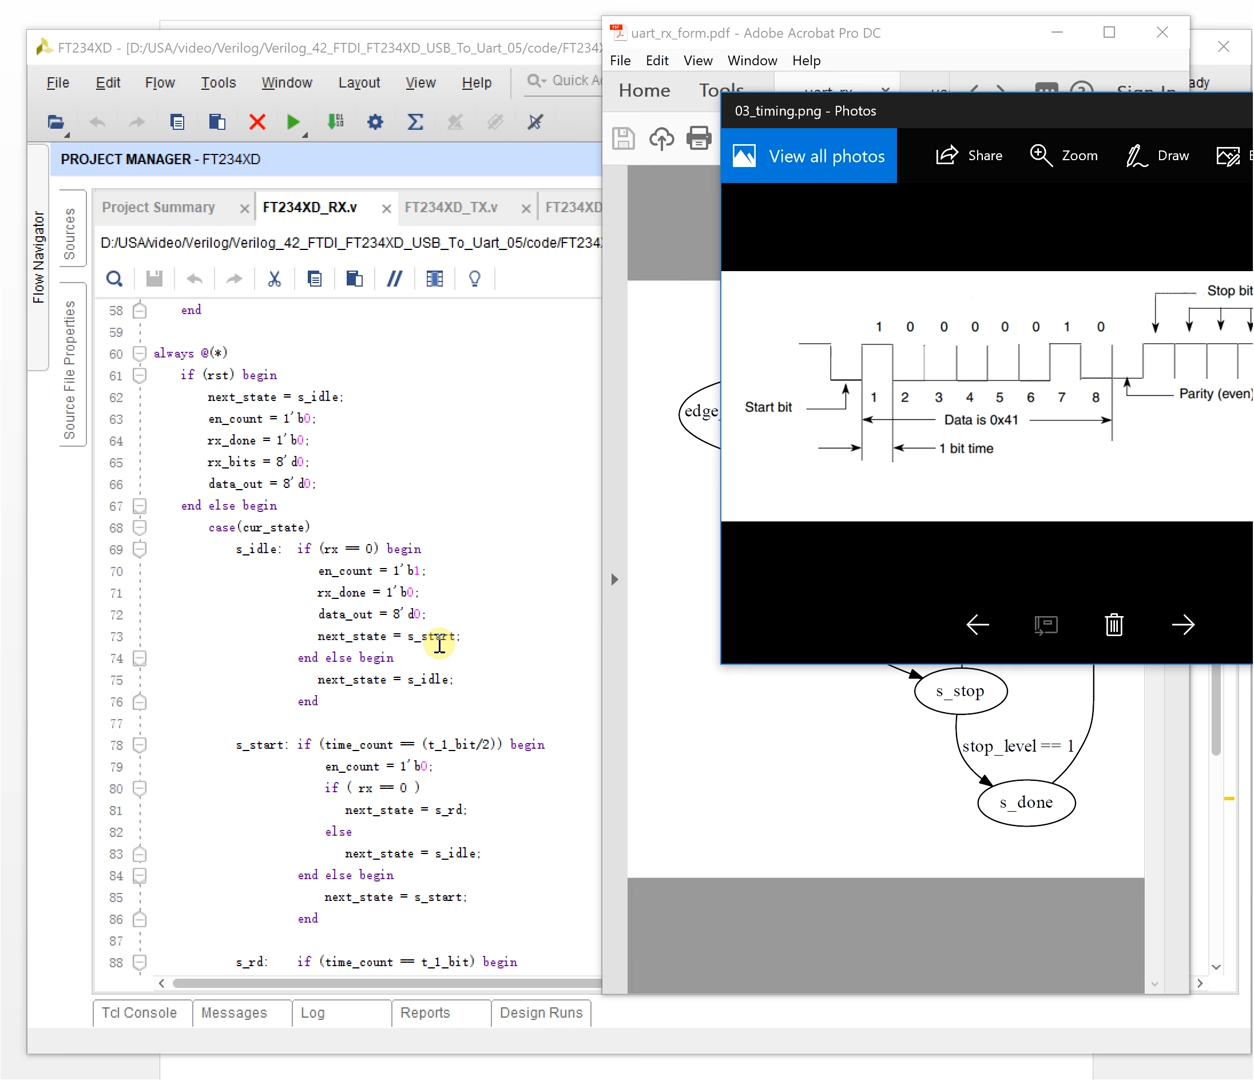 FT234XD - [D:/USA/video/Verilog/Verilog_42_FTDI_FT234XD_USB_To_Uart_05/code/FT234X
File Edit Flow Tools Window Layout View Help
PROJECT MANAGER - FT234XD
Flow Navigator
Sources
Source File Properties
Project Summary FT234XD_RX.v FT234XD_TX.v FT234XD
D:/USA/video/Verilog/Verilog_42_FTDI_FT234XD_USB_To_Uart_05/code/FT234
58 end
59
60 always @(*)
61 if (rst) begin
62 next_state = s_idle;
63 en_count = 1'b0;
64 rx_done = 1'b0;
65 rx_bits = 8'd0;
66 data_out = 8'd0;
67 end else begin
68 case(cur_state)
69 s_idle: if (rx == 0) begin
70 en_count = 1'b1;
71 rx_done = 1'b0;
72 data_out = 8'd0;
73 next_state = s_start;
74 end else begin
75 next_state = s_idle;
76 end
77
78 s_start: if (time_count == (t_1_bit/2)) begin
79 en_count = 1'b0;
80 if ( rx == 0 )
81 next_state = s_rd;
82 else
83 next_state = s_idle;
84 end else begin
85 next_state = s_start;
86 end
87
88 s_rd: if (time_count == t_1_bit) begin
Tcl Console Messages Log Reports Design Runs
uart_rx_form.pdf - Adobe Acrobat Pro DC
File Edit View Window Help
Home Tools
edge_
s_stop
stop_level == 1
s_done
03_timing.png - Photos
View all photos Share Zoom Draw
Stop bit
1 0 0 0 0 0 1 0
1 2 3 4 5 6 7 8
Start bit
Parity (even)
Data is 0x41
1 bit time